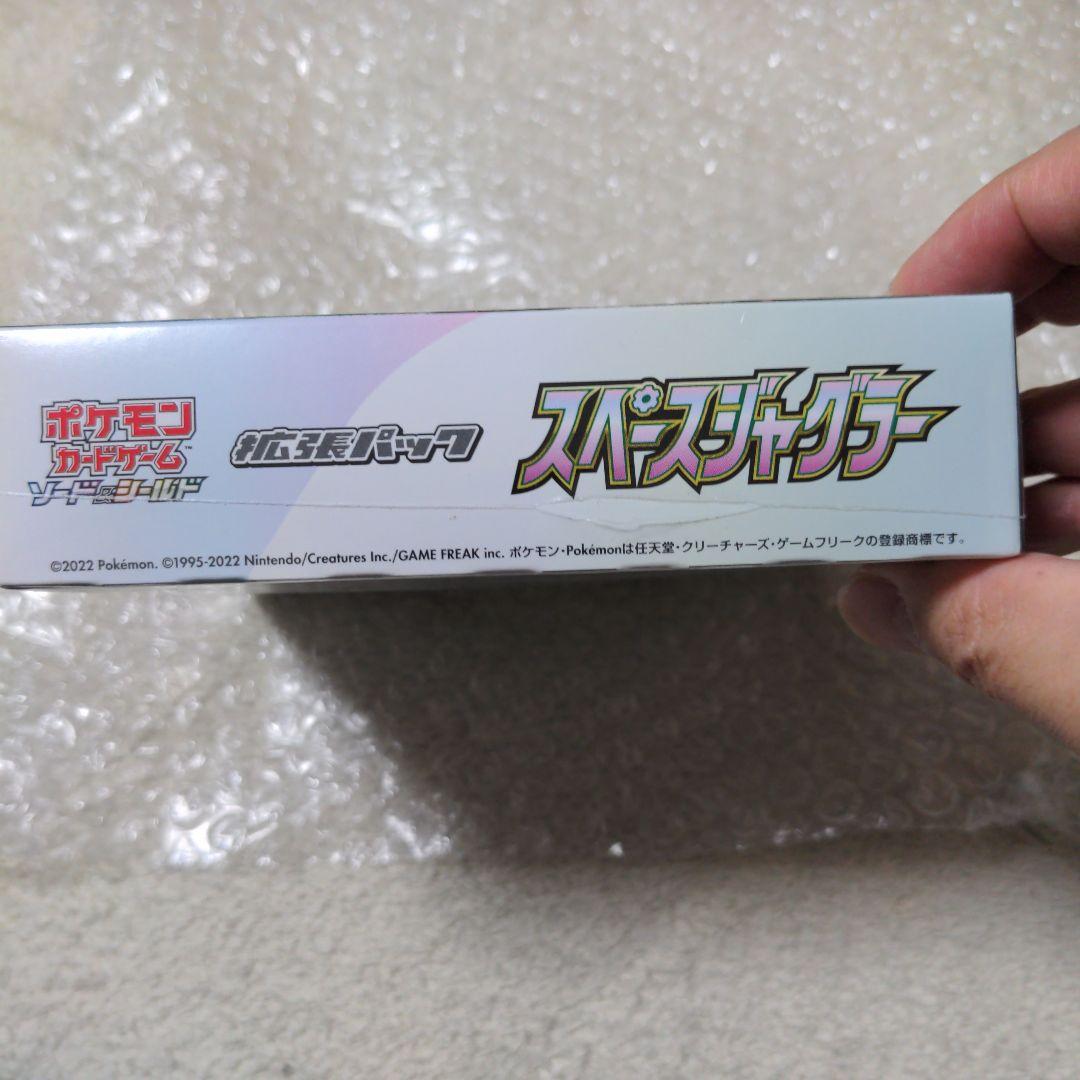 ポケモン
カードゲーム™
ソード&シールド
拡張パック
スペースジャグラー
©2022 Pokémon. ©1995-2022 Nintendo/Creatures Inc./GAME FREAK inc. ポケモン・Pokémonは任天堂・クリーチャーズ・ゲームフリークの登録商標です。